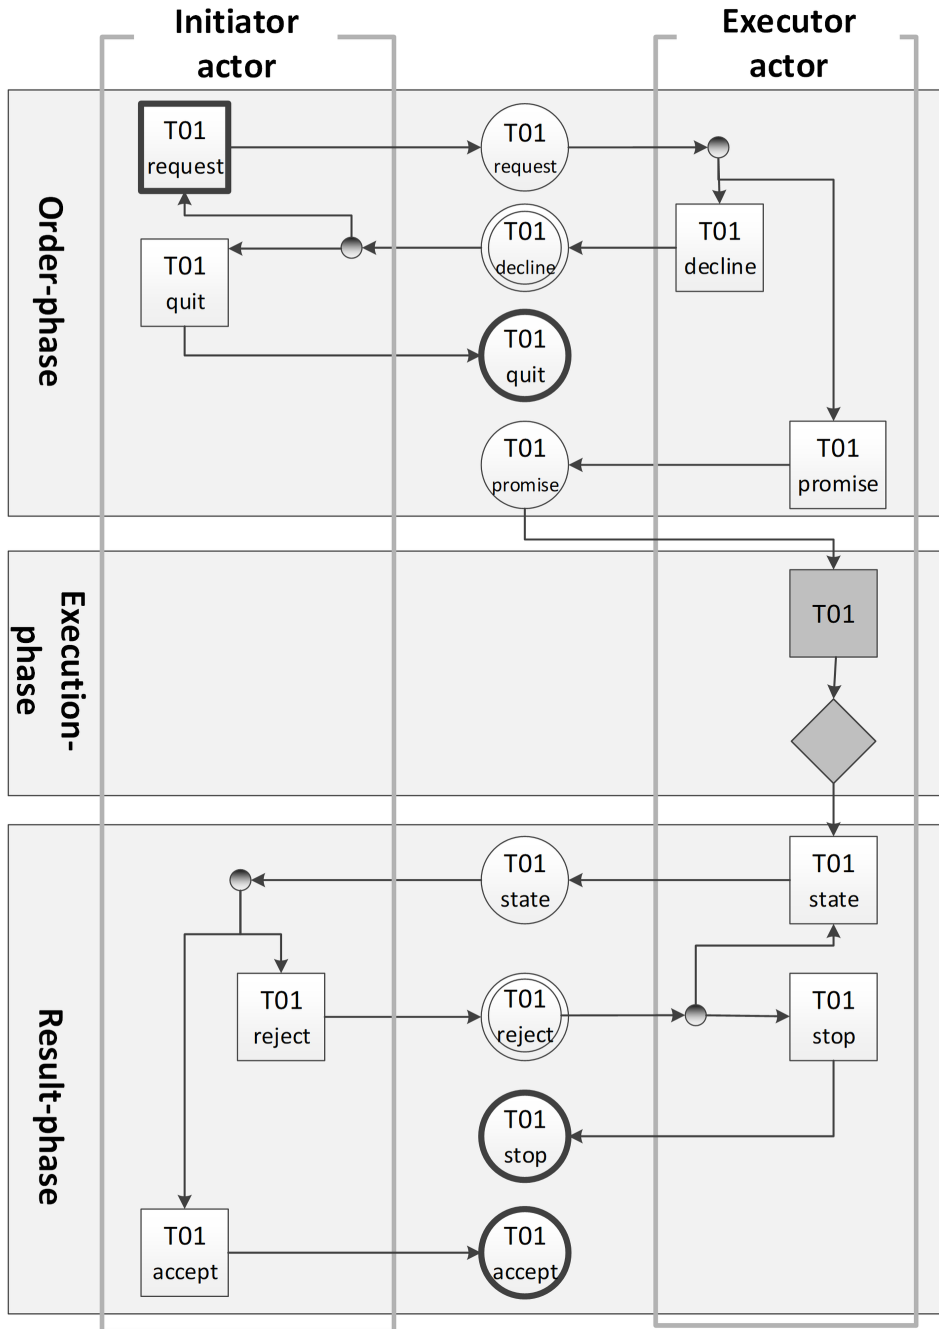 Initiator
actor
Executor
actor
Order-phase
T01
request
T01
request
T01
decline
T01
decline
T01
quit
T01
quit
T01
promise
T01
promise
Execution-
phase
T01
Result-phase
T01
state
T01
state
T01
reject
T01
reject
T01
stop
T01
stop
T01
accept
T01
accept